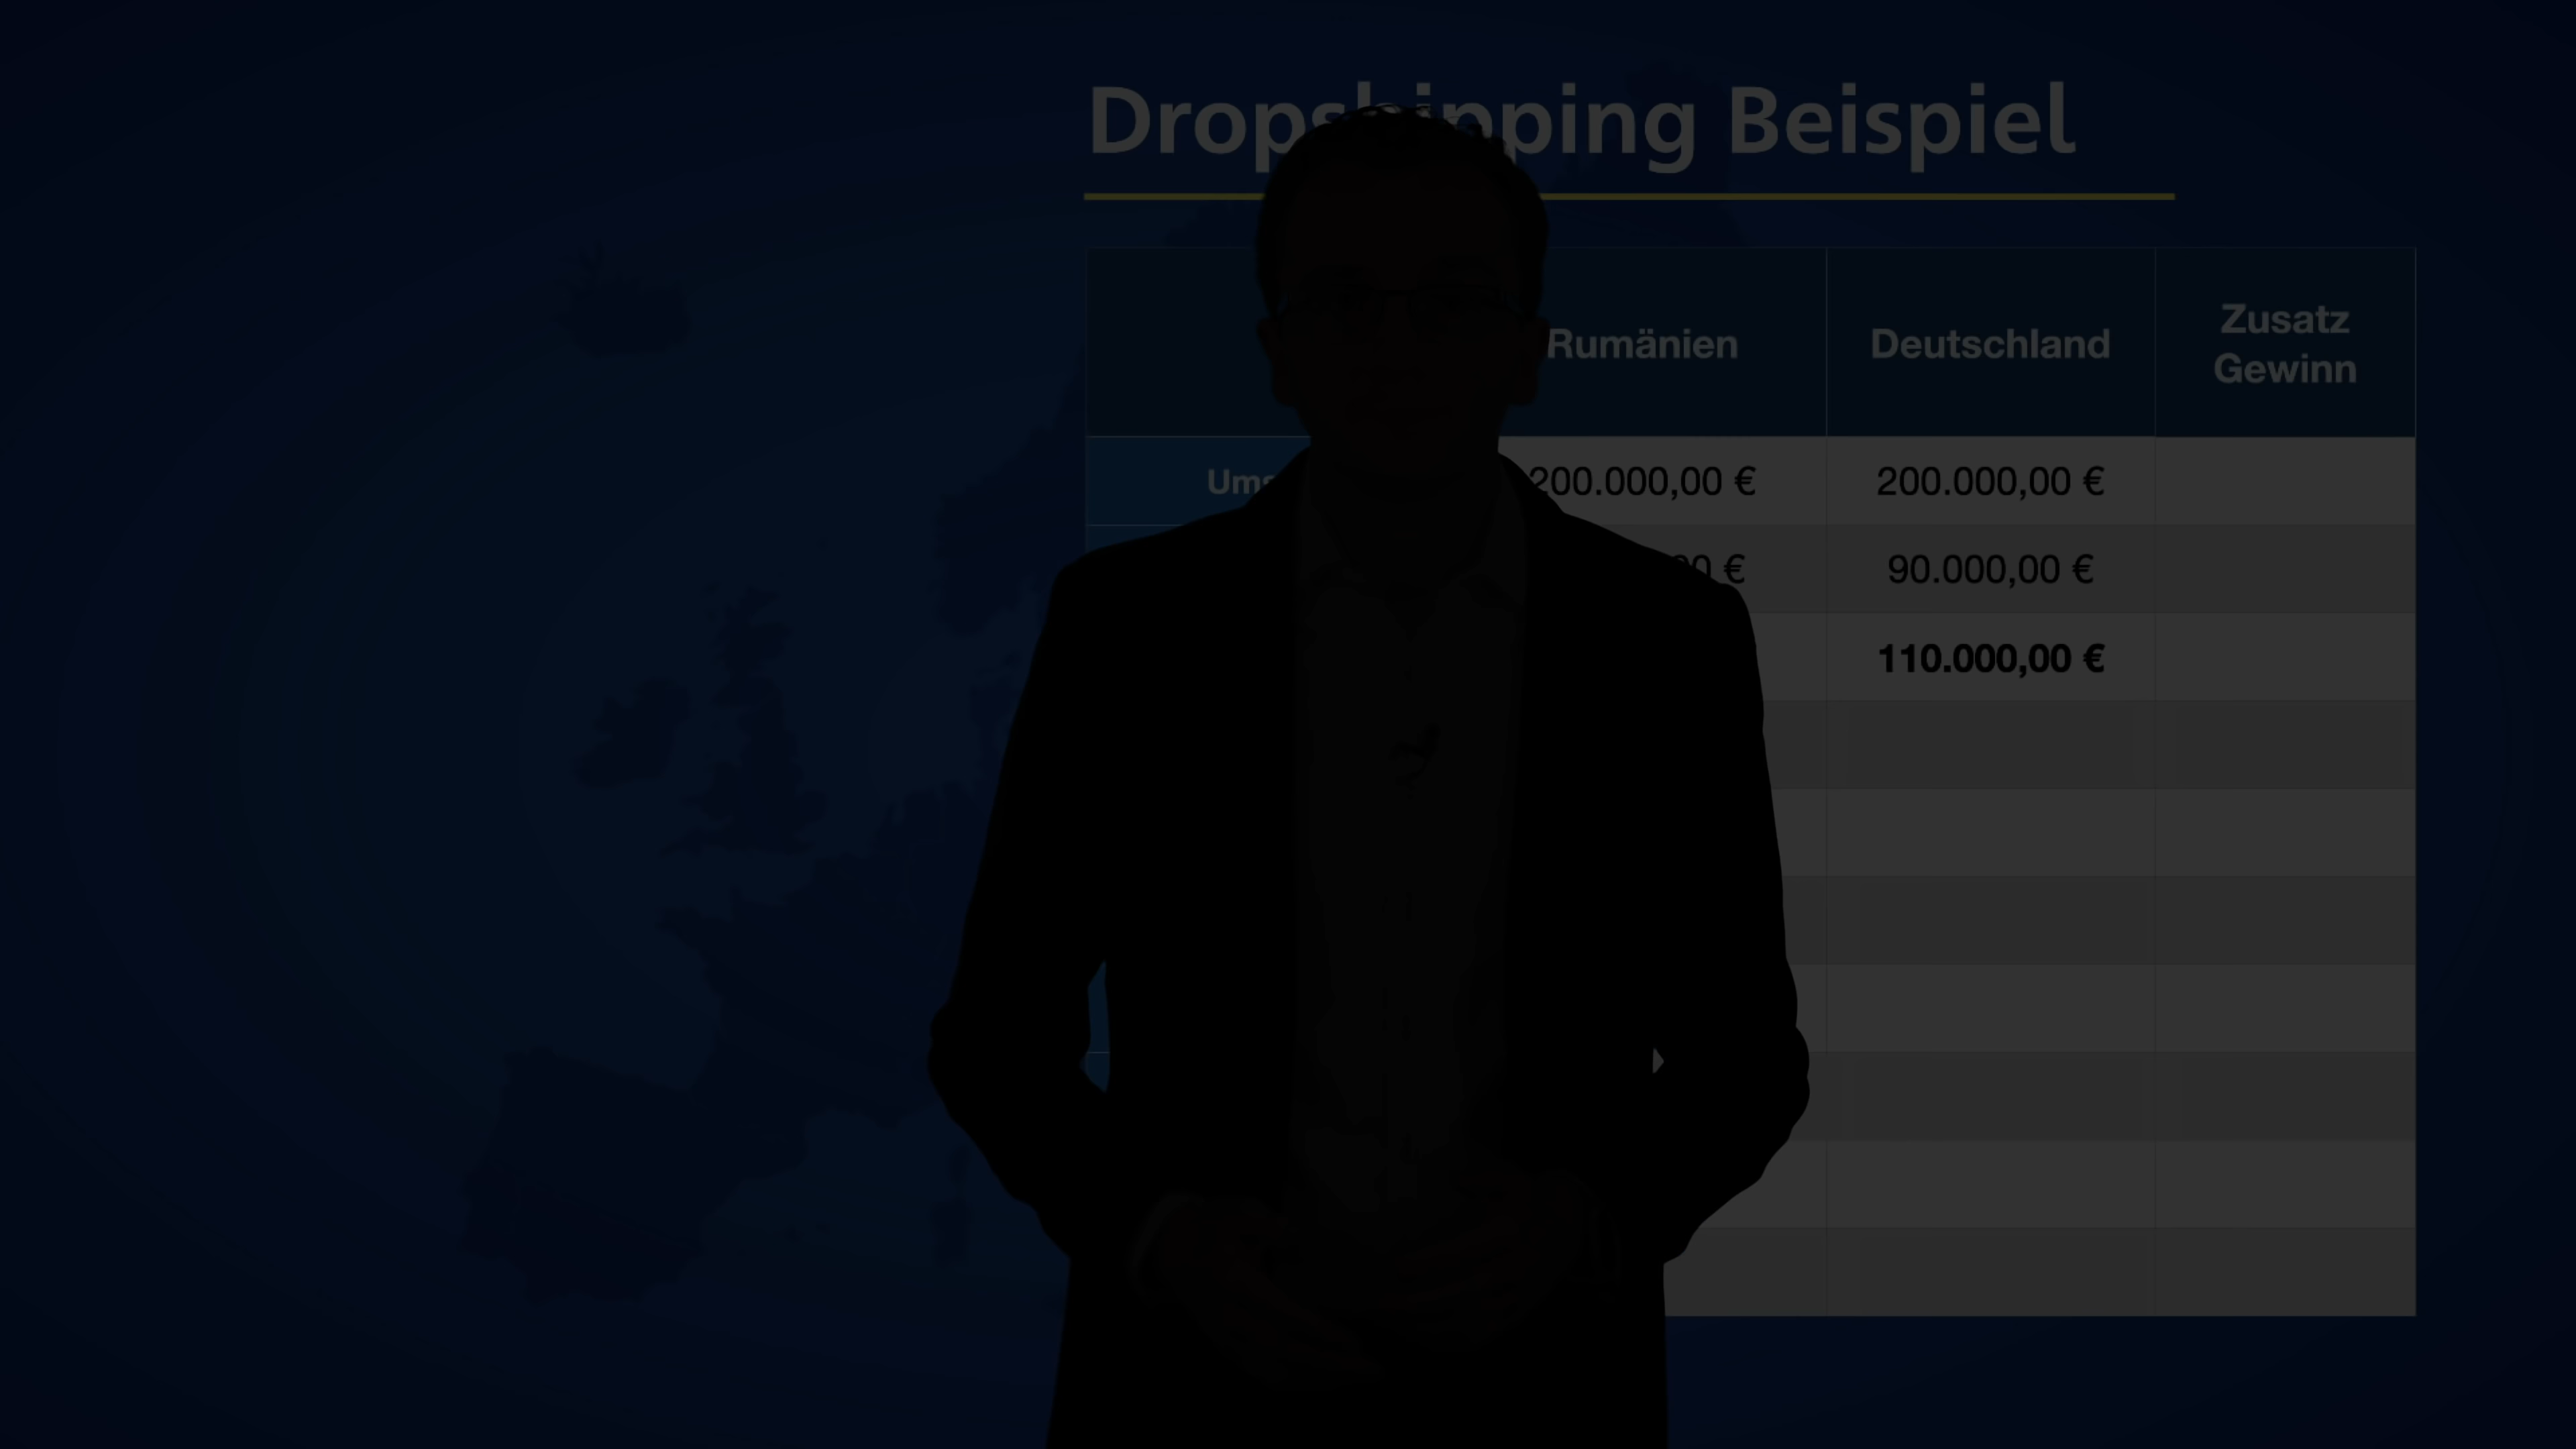 Dropshipping Beispiel
Rumänien Deutschland Zusatz Gewinn
200.000,00 € 200.000,00 €
€ 90.000,00 €
110.000,00 €